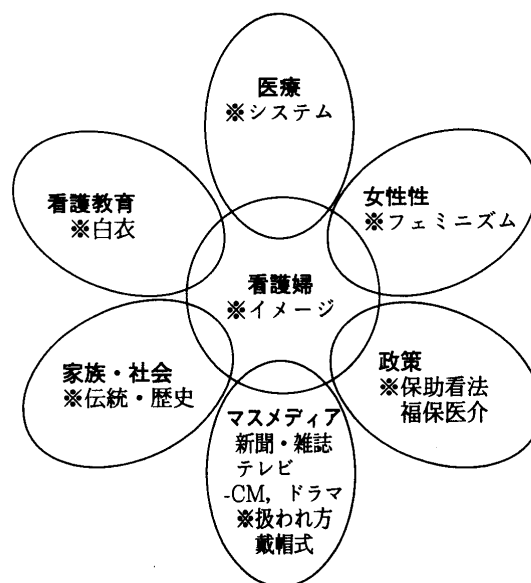 医療
※システム
看護教育
※白衣
女性性
※フェミニズム
看護婦
※イメージ
家族・社会
※伝統・歴史
政策
※保助看法
福保医介
マスメディア
新聞・雑誌
テレビ
-CM, ドラマ
※扱われ方
戴帽式